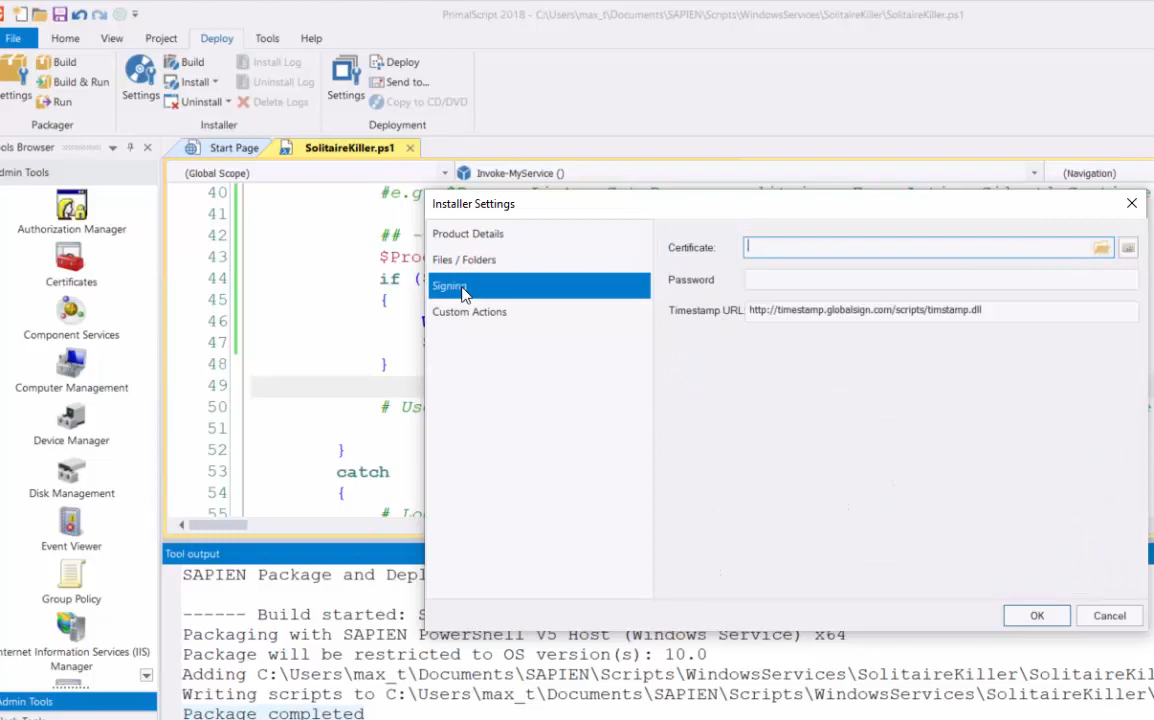 PrimalScript 2018 - C:\Users\max_t\Documents\SAPIEN\Scripts\WindowsServices\SolitaireKiller\SolitaireKiller.ps1
File Home View Project Deploy Tools Help
Build
Build & Run
Run
ettings
Packager
Settings
Build
Install
Uninstall
Install Log
Uninstall Log
Delete Logs
Installer
Settings
Deploy
Send to...
Copy to CD/DVD
Deployment
ols Browser
Start Page
SolitaireKiller.ps1
dmin Tools
(Global Scope)
Invoke-MyService ()
(Navigation)
Authorization Manager
Certificates
Component Services
Computer Management
Device Manager
Disk Management
Event Viewer
Group Policy
nternet Information Services (IIS)
Manager
Admin Tools
40 #e.g
41
42 ## -
43 $Proc
44 if (
45 {
46
47
48 }
49
50 # Us
51
52 }
53 catch
54 {
55 # Lo
Installer Settings
Product Details
Files / Folders
Signing
Custom Actions
Certificate:
Password
Timestamp URL: http://timestamp.globalsign.com/scripts/timstamp.dll
OK Cancel
Tool output
SAPIEN Package and Depl
------ Build started: S
Packaging with SAPIEN PowerShell V5 Host (Windows Service) x64
Package will be restricted to OS version(s): 10.0
Adding C:\Users\max_t\Documents\SAPIEN\Scripts\WindowsServices\SolitaireKiller\SolitaireKil
Writing scripts to C:\Users\max_t\Documents\SAPIEN\Scripts\WindowsServices\SolitaireKiller\
Package completed